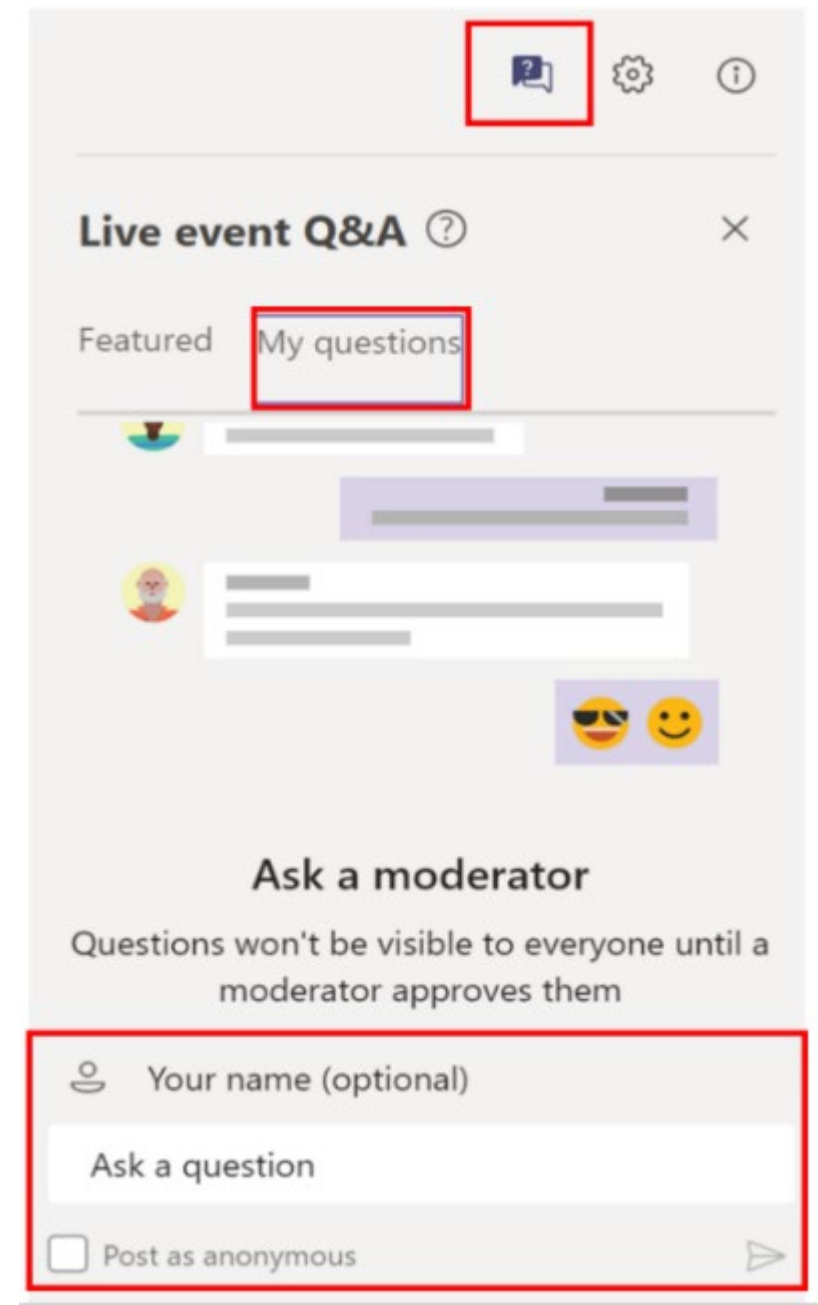 Live event Q&A
Featured My questions
Ask a moderator
Questions won't be visible to everyone until a
moderator approves them
Your name (optional)
Ask a question
Post as anonymous